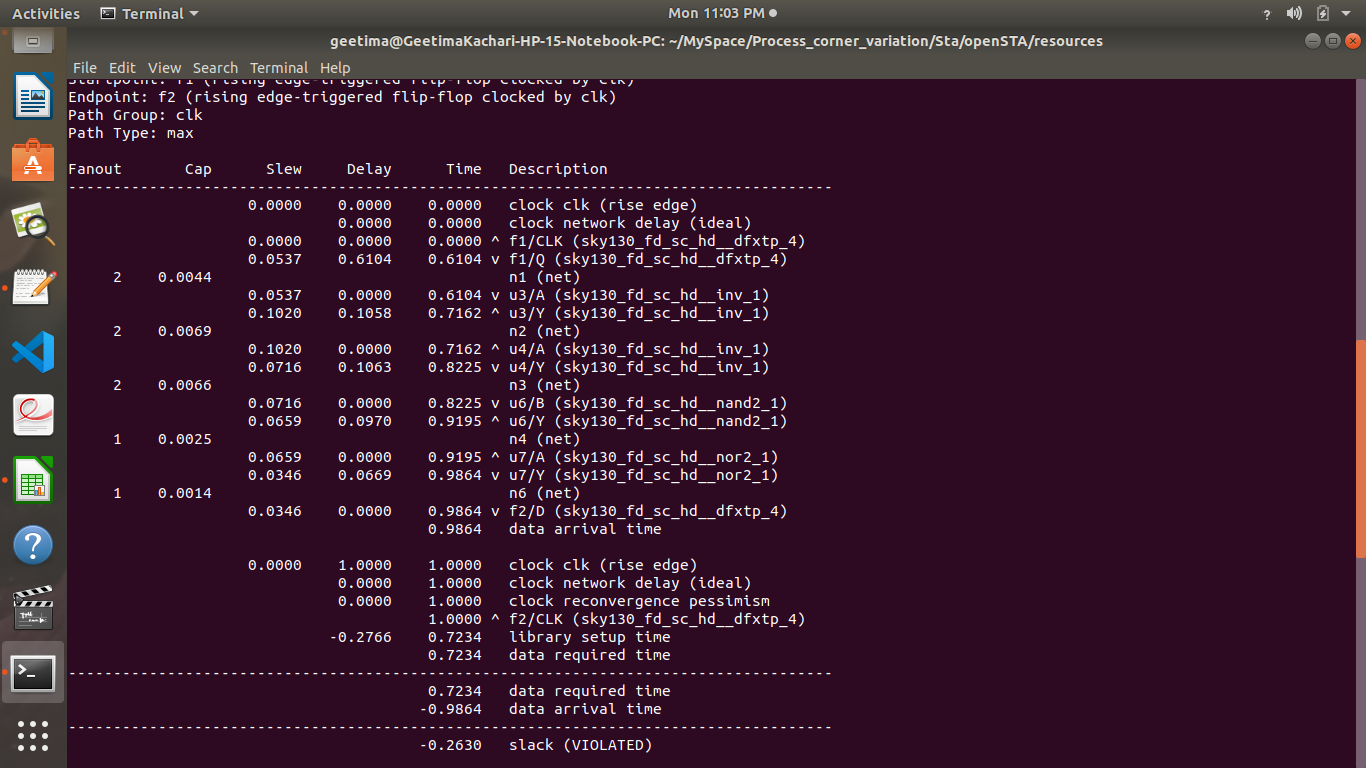 Activities Terminal Mon 11:03 PM
geetima@GeetimaKachari-HP-15-Notebook-PC: ~/MySpace/Process_corner_variation/Sta/openSTA/resources
File Edit View Search Terminal Help
Startpoint: f1 (rising edge-triggered flip-flop clocked by clk)
Endpoint: f2 (rising edge-triggered flip-flop clocked by clk)
Path Group: clk
Path Type: max
Fanout Cap Slew Delay Time Description
-------------------------------------------------------------------------------------
0.0000 0.0000 0.0000 clock clk (rise edge)
0.0000 0.0000 clock network delay (ideal)
0.0000 0.0000 0.0000 ^ f1/CLK (sky130_fd_sc_hd__dfxtp_4)
0.0537 0.6104 0.6104 v f1/Q (sky130_fd_sc_hd__dfxtp_4)
2 0.0044 n1 (net)
0.0537 0.0000 0.6104 v u3/A (sky130_fd_sc_hd__inv_1)
0.1020 0.1058 0.7162 ^ u3/Y (sky130_fd_sc_hd__inv_1)
2 0.0069 n2 (net)
0.1020 0.0000 0.7162 ^ u4/A (sky130_fd_sc_hd__inv_1)
0.0716 0.1063 0.8225 v u4/Y (sky130_fd_sc_hd__inv_1)
2 0.0066 n3 (net)
0.0716 0.0000 0.8225 v u6/B (sky130_fd_sc_hd__nand2_1)
0.0659 0.0970 0.9195 ^ u6/Y (sky130_fd_sc_hd__nand2_1)
1 0.0025 n4 (net)
0.0659 0.0000 0.9195 ^ u7/A (sky130_fd_sc_hd__nor2_1)
0.0346 0.0669 0.9864 v u7/Y (sky130_fd_sc_hd__nor2_1)
1 0.0014 n6 (net)
0.0346 0.0000 0.9864 v f2/D (sky130_fd_sc_hd__dfxtp_4)
0.9864 data arrival time
0.0000 1.0000 1.0000 clock clk (rise edge)
0.0000 1.0000 clock network delay (ideal)
0.0000 1.0000 clock reconvergence pessimism
1.0000 ^ f2/CLK (sky130_fd_sc_hd__dfxtp_4)
-0.2766 0.7234 library setup time
0.7234 data required time
-------------------------------------------------------------------------------------
0.7234 data required time
-0.9864 data arrival time
-------------------------------------------------------------------------------------
-0.2630 slack (VIOLATED)